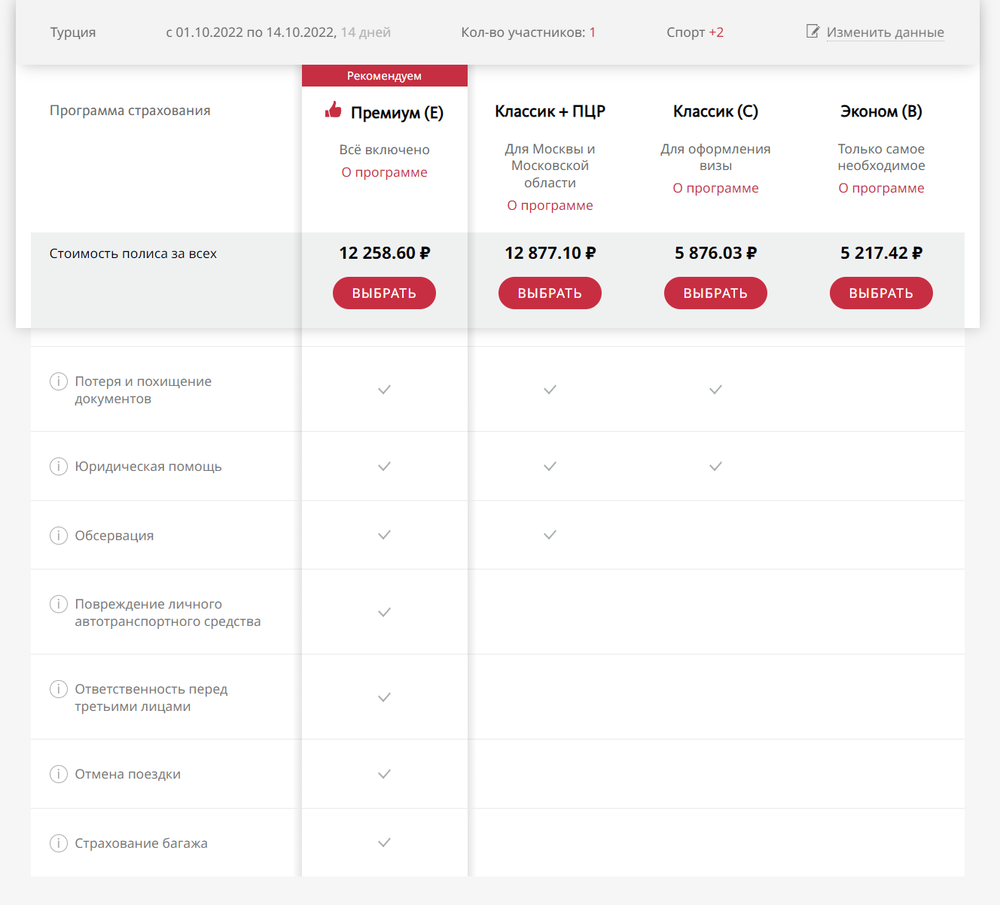 Турция
с 01.10.2022 по 14.10.2022, 14 дней
Кол-во участников: 1
Спорт +2
Изменить данные
Рекомендуем
Программа страхования
Премиум (E)
Всё включено
О программе
Классик + ПЦР
Для Москвы и
Московской
области
О программе
Классик (C)
Для оформления
визы
О программе
Эконом (B)
Только самое
необходимое
О программе
Стоимость полиса за всех
12 258.60 ₽
12 877.10 ₽
5 876.03 ₽
5 217.42 ₽
ВЫБРАТЬ
ВЫБРАТЬ
ВЫБРАТЬ
ВЫБРАТЬ
Потеря и похищение
документов
Юридическая помощь
Обсервация
Повреждение личного
автотранспортного средства
Ответственность перед
третьими лицами
Отмена поездки
Страхование багажа